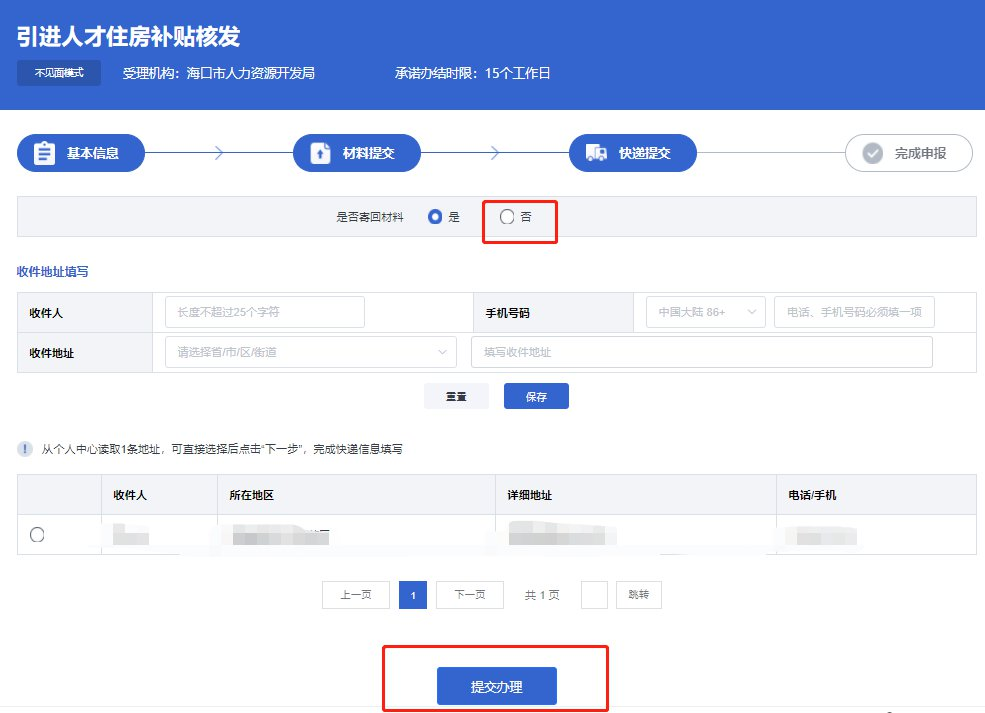 引进人才住房补贴核发
不见面模式 受理机构：海口市人力资源开发局 承诺办结时限：15个工作日
基本信息 材料提交 快递提交 完成申报
是否寄回材料 是 否
收件地址填写
收件人 长度不超过25个字符 手机号码 中国大陆 86+ 电话、手机号码必须填一项
收件地址 请选择省/市/区/街道 填写收件地址
重置 保存
! 从个人中心读取1条地址，可直接选择后点击“下一步”，完成快递信息填写
收件人 所在地区 详细地址 电话/手机
上一页 1 下一页 共 1 页 跳转
提交办理